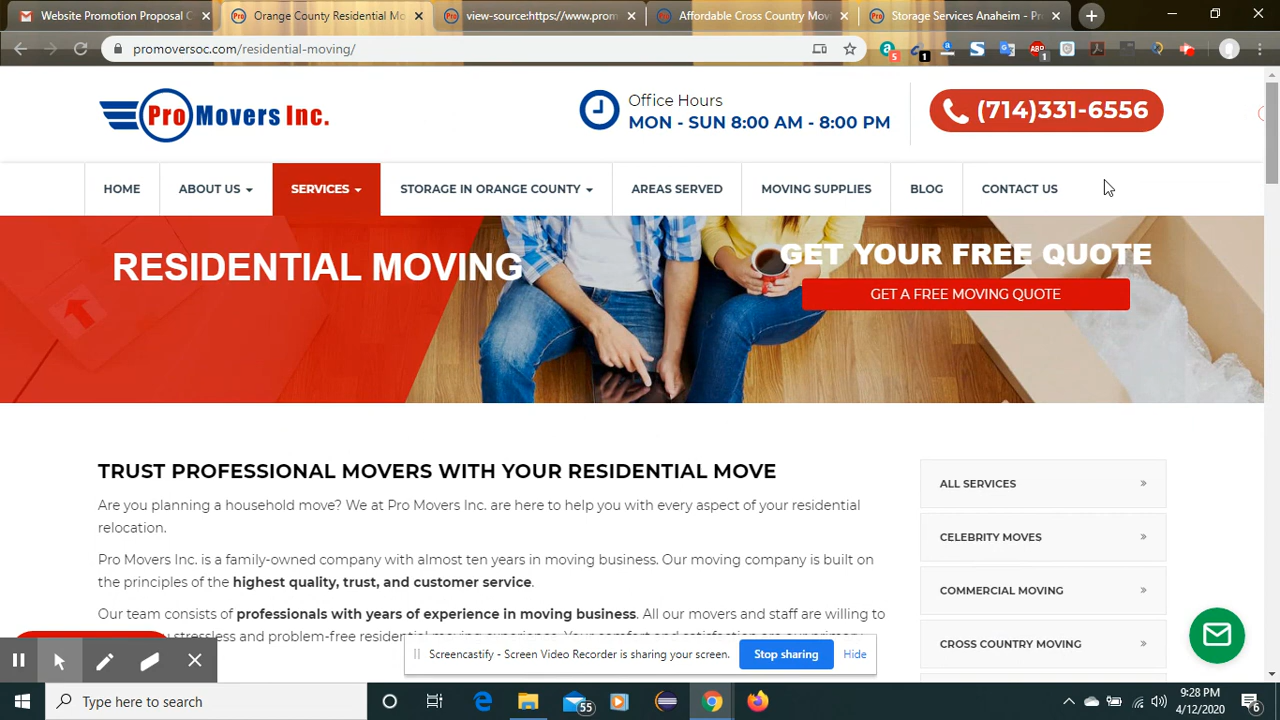 Website Promotion Proposal C
Orange County Residential Mo
view-source:https://www.prom
Affordable Cross Country Mov
Storage Services Anaheim - Pr
promoversoc.com/residential-moving/
5
1
ABD
1
Pro Movers Inc.
Office Hours
MON - SUN 8:00 AM - 8:00 PM
(714)331-6556
HOME
ABOUT US
SERVICES
STORAGE IN ORANGE COUNTY
AREAS SERVED
MOVING SUPPLIES
BLOG
CONTACT US
RESIDENTIAL MOVING
GET YOUR FREE QUOTE
GET A FREE MOVING QUOTE
TRUST PROFESSIONAL MOVERS WITH YOUR RESIDENTIAL MOVE
Are you planning a household move? We at Pro Movers Inc. are here to help you with every aspect of your residential
relocation.
Pro Movers Inc. is a family-owned company with almost ten years in moving business. Our moving company is built on
the principles of the highest quality, trust, and customer service.
Our team consists of professionals with years of experience in moving business. All our movers and staff are willing to
stressless and problem-free
ALL SERVICES
CELEBRITY MOVES
COMMERCIAL MOVING
CROSS COUNTRY MOVING
Screencastify - Screen Video Recorder is sharing your screen.
Stop sharing
Hide
Type here to search
55
9:28 PM
4/12/2020
6